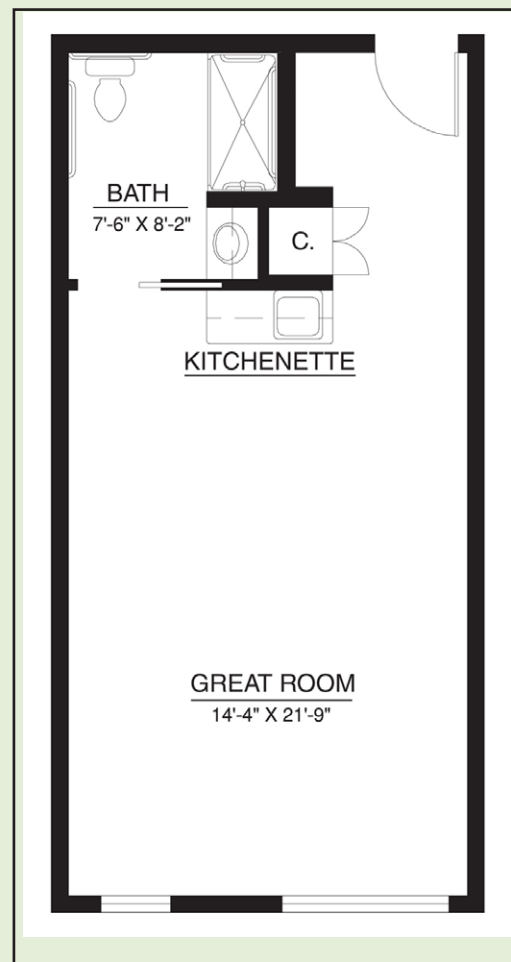 BATH
7'-6" X 8'-2"
C.
KITCHENETTE
GREAT ROOM
14'-4" X 21'-9"